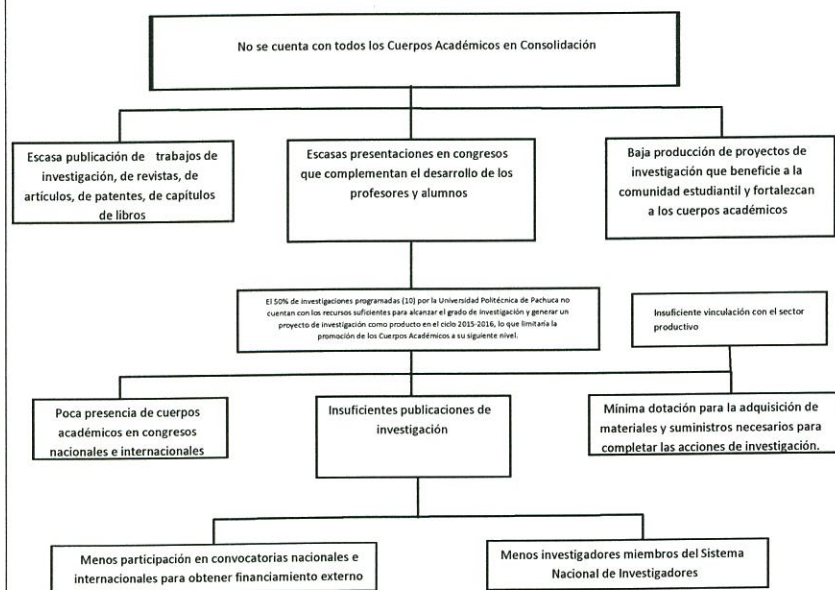 No se cuenta con todos los Cuerpos Académicos en Consolidación
Escasa publicación de trabajos de
investigación, de revistas, de
artículos, de patentes, de capítulos
de libros
Escasas presentaciones en congresos
que complementan el desarrollo de los
profesores y alumnos
Baja producción de proyectos de
investigación que beneficie a la
comunidad estudiantil y fortalezcan
a los cuerpos académicos
El 50% de investigaciones programadas (10) por la Universidad Politécnica de Pachuca no
cuentan con los recursos suficientes para alcanzar el grado de investigación y generar un
proyecto de investigación como producto en el ciclo 2015-2016, lo que limitaría la
promoción de los Cuerpos Académicos a su siguiente nivel.
Insuficiente vinculación con el sector
productivo
Poca presencia de cuerpos
académicos en congresos
nacionales e internacionales
Insuficientes publicaciones de
investigación
Mínima dotación para la adquisición de
materiales y suministros necesarios para
completar las acciones de investigación.
Menos participación en convocatorias nacionales e
internacionales para obtener financiamiento externo
Menos investigadores miembros del Sistema
Nacional de Investigadores